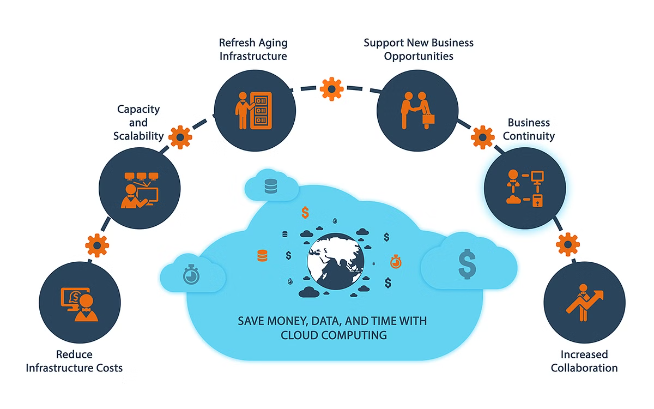 Refresh Aging
Infrastructure
Support New Business
Opportunities
Capacity
and
Scalability
Business
Continuity
$
$
$
$
$
$
SAVE MONEY, DATA, AND TIME WITH
CLOUD COMPUTING
Reduce
Infrastructure Costs
Increased
Collaboration